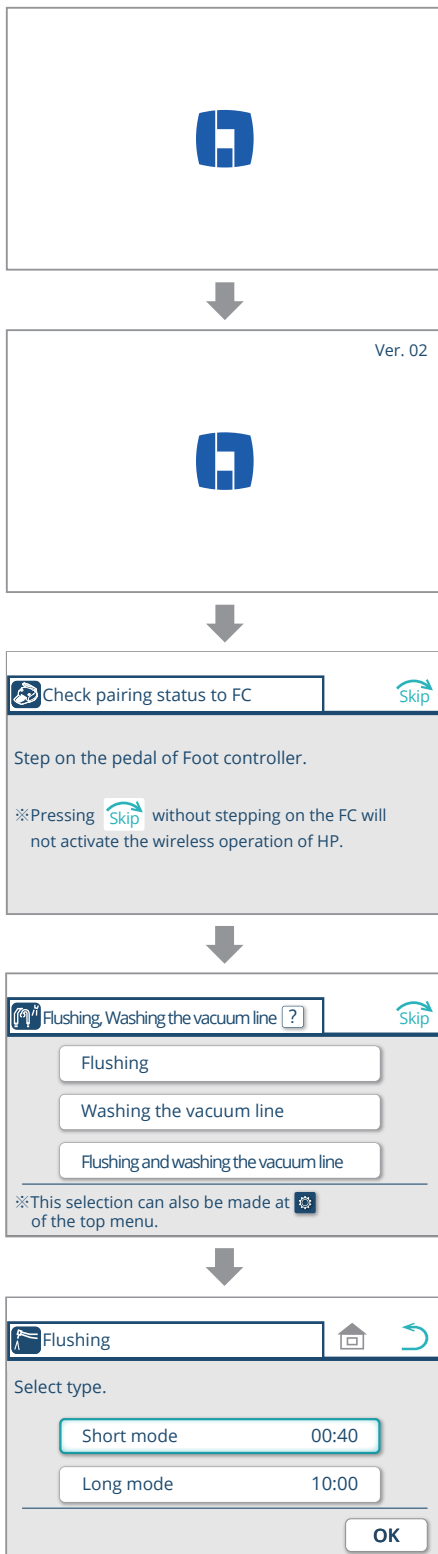 Ver. 02
Check pairing status to FC
Skip
Step on the pedal of Foot controller.
※Pressing Skip without stepping on the FC will
not activate the wireless operation of HP.
Flushing, Washing the vacuum line ?
Skip
Flushing
Washing the vacuum line
Flushing and washing the vacuum line
※This selection can also be made at
of the top menu.
Flushing
Select type.
Short mode 00:40
Long mode 10:00
OK